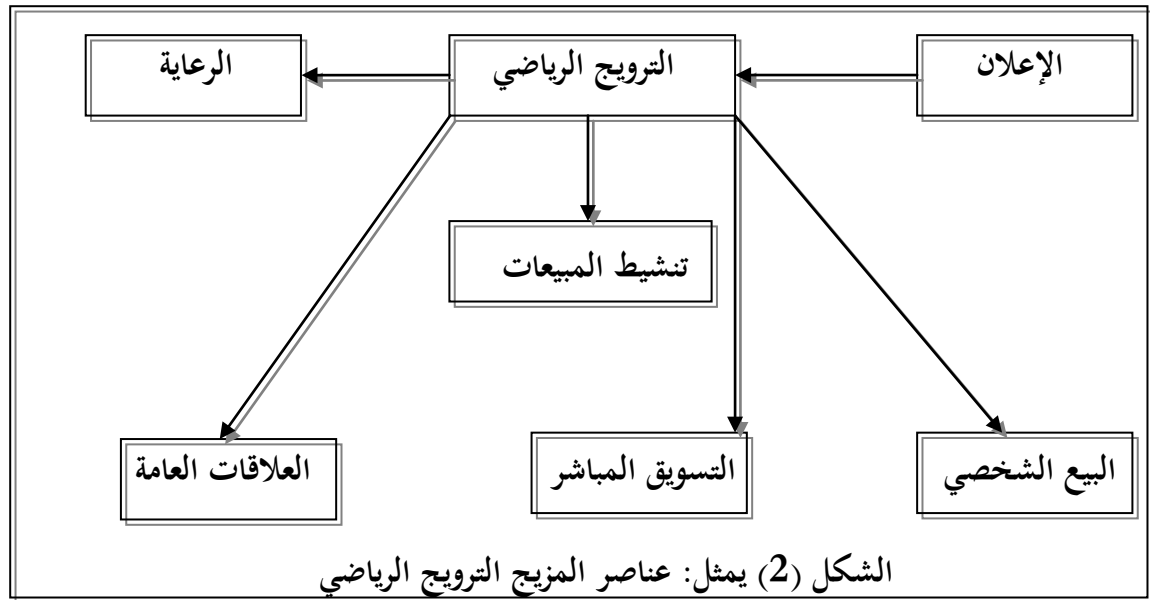 الإعلان
الترويج الرياضي
الرعاية
تنشيط المبيعات
البيع الشخصي
التسويق المباشر
العلاقات العامة
الشكل (2) يمثل: عناصر المزيج الترويج الرياضي